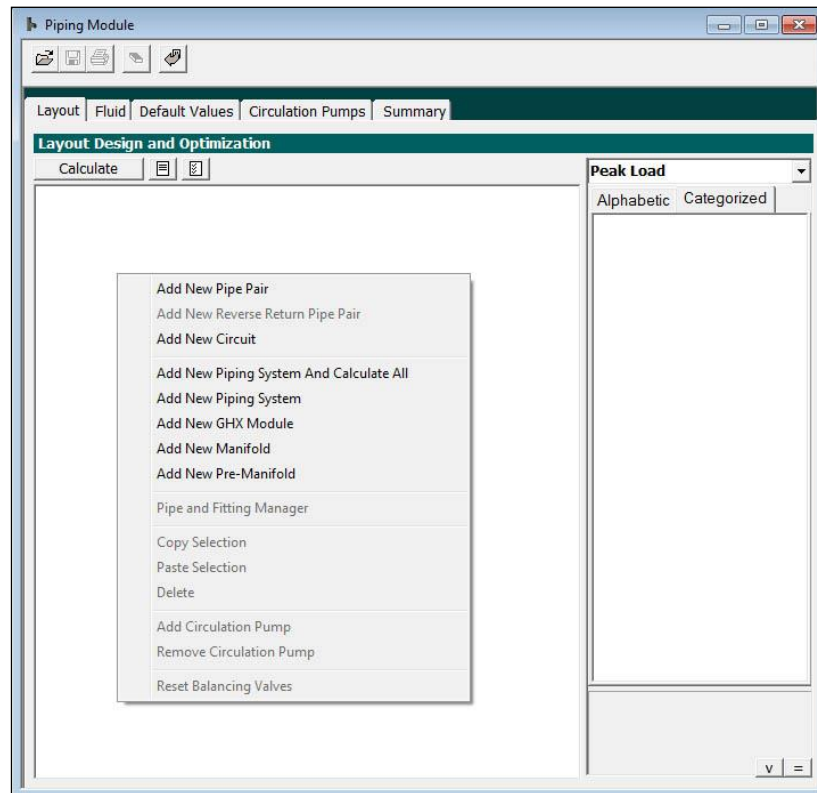 Piping Module
Layout Fluid Default Values Circulation Pumps Summary
Layout Design and Optimization
Calculate
Peak Load
Alphabetic Categorized
Add New Pipe Pair
Add New Reverse Return Pipe Pair
Add New Circuit
Add New Piping System And Calculate All
Add New Piping System
Add New GHX Module
Add New Manifold
Add New Pre-Manifold
Pipe and Fitting Manager
Copy Selection
Paste Selection
Delete
Add Circulation Pump
Remove Circulation Pump
Reset Balancing Valves
v =